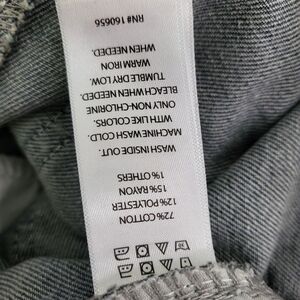 72% COTTON
12% POLYESTER
15% RAYON
1% OTHERS
WASH INSIDE OUT.
MACHINE WASH COLD.
WITH LIKE COLORS.
ONLY NON-CHLORINE
BLEACH WHEN NEEDED.
TUMBLE DRY LOW.
WARM IRON
WHEN NEEDED.
RN# 160656